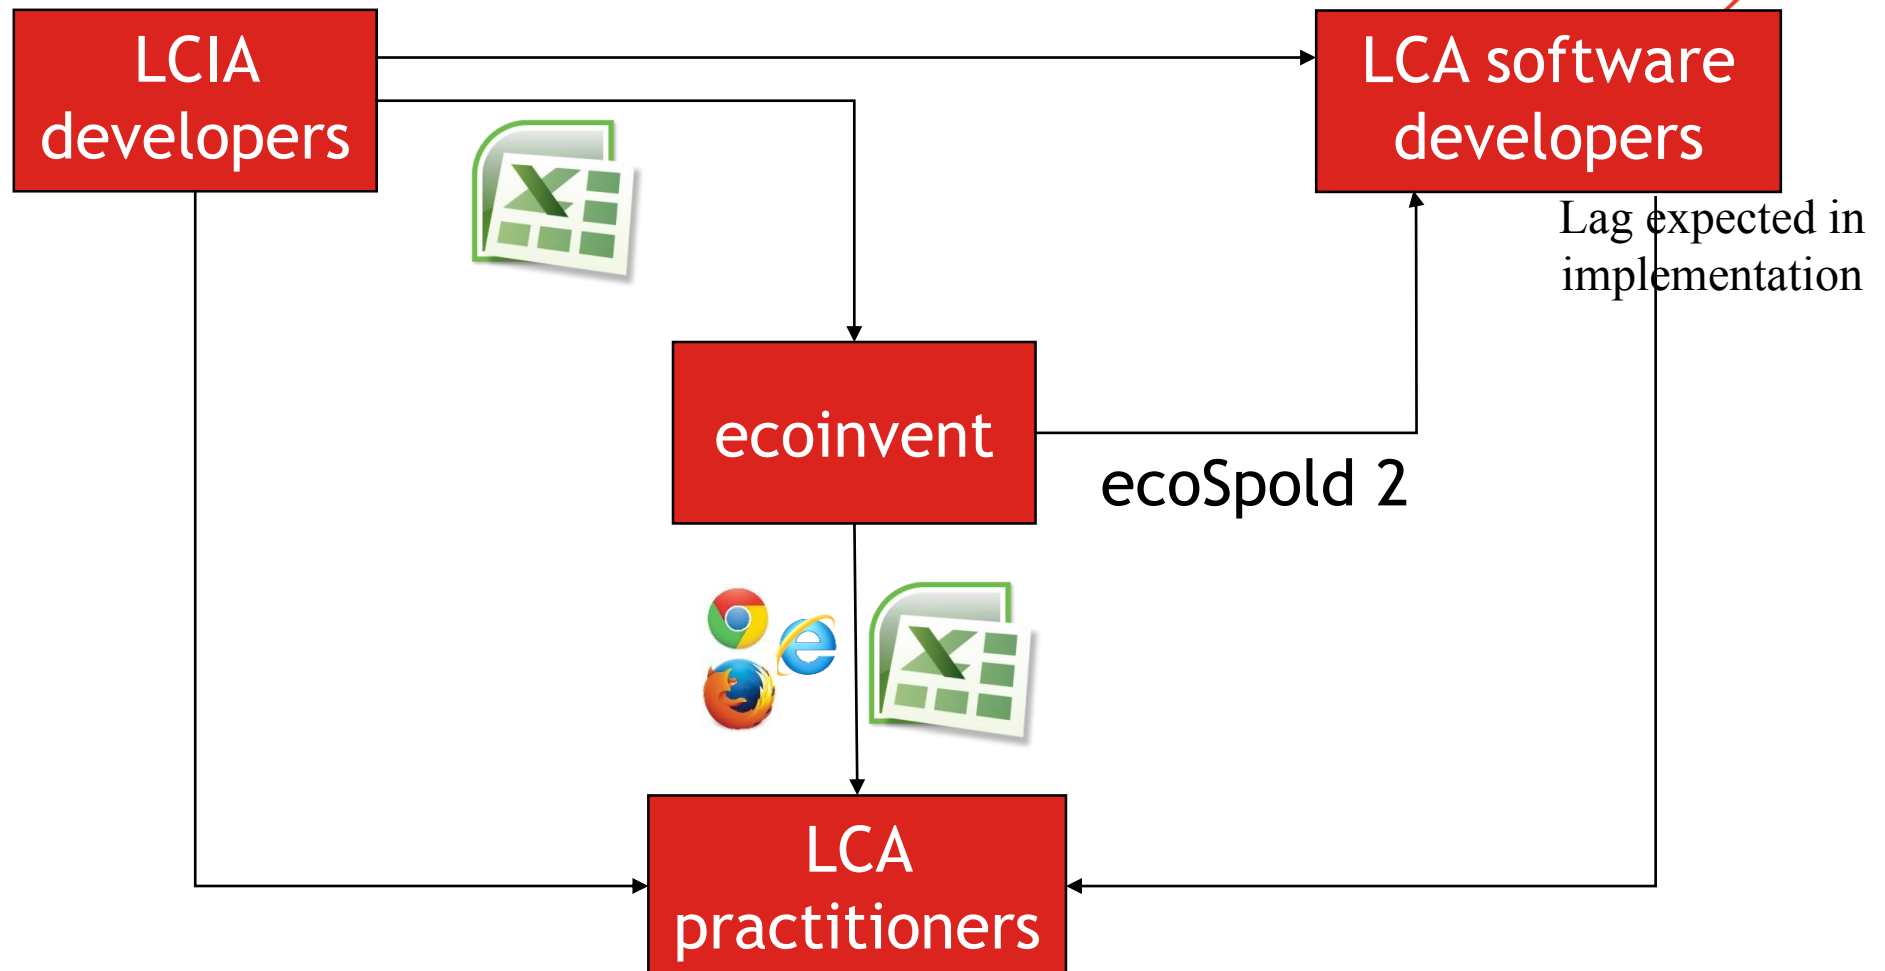 LCIA
developers
LCA software
developers
Lag expected in
implementation
ecoinvent
ecoSpold 2
LCA
practitioners